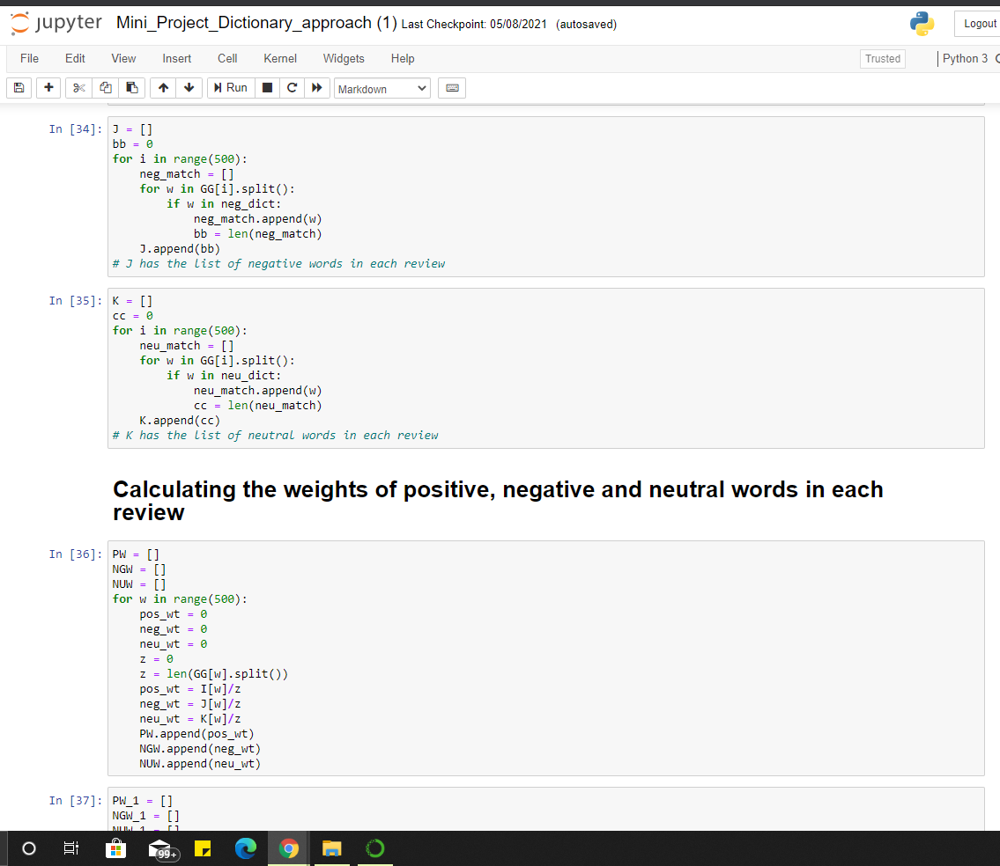 jupyter Mini_Project_Dictionary_approach (1) Last Checkpoint: 05/08/2021 (autosaved)
Logout
File Edit View Insert Cell Kernel Widgets Help
Trusted
Python 3
Run
Markdown
In [34]:
J = []
bb = 0
for i in range(500):
    neg_match = []
    for w in GG[i].split():
        if w in neg_dict:
            neg_match.append(w)
            bb = len(neg_match)
    J.append(bb)
# J has the list of negative words in each review
In [35]:
K = []
cc = 0
for i in range(500):
    neu_match = []
    for w in GG[i].split():
        if w in neu_dict:
            neu_match.append(w)
            cc = len(neu_match)
    K.append(cc)
# K has the list of neutral words in each review
Calculating the weights of positive, negative and neutral words in each
review
In [36]:
PW = []
NGW = []
NUW = []
for w in range(500):
    pos_wt = 0
    neg_wt = 0
    neu_wt = 0
    z = 0
    z = len(GG[w].split())
    pos_wt = I[w]/z
    neg_wt = J[w]/z
    neu_wt = K[w]/z
    PW.append(pos_wt)
    NGW.append(neg_wt)
    NUW.append(neu_wt)
In [37]:
PW_1 = []
NGW_1 = []
NUW_1 = []
99+